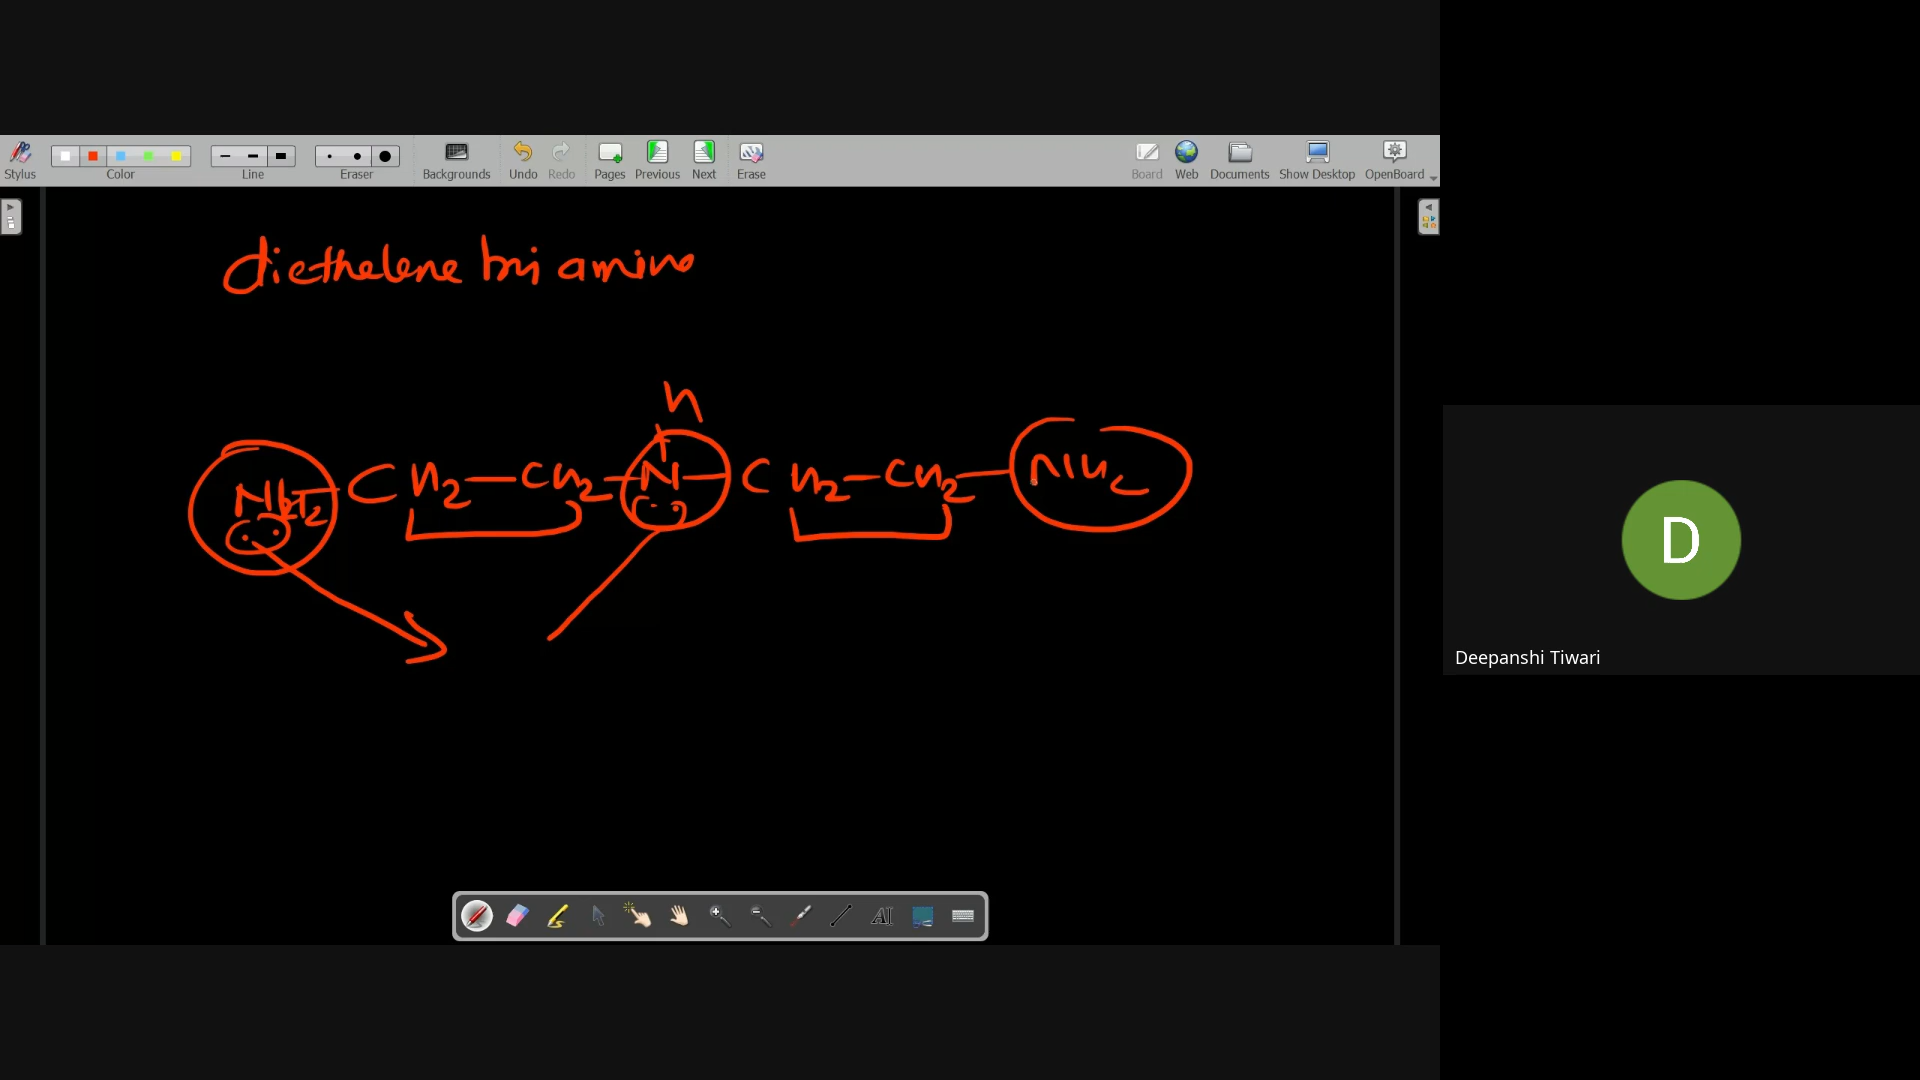 Stylus
Color
Line
Eraser
Backgrounds
Undo
Redo
Pages
Previous
Next
Erase
Board
Web
Documents
Show Desktop
OpenBoard
diethelene tri amino
H
NH2 — CH2 — CH2 — N — CH2 — CH2 — NH2
D
Deepanshi Tiwari